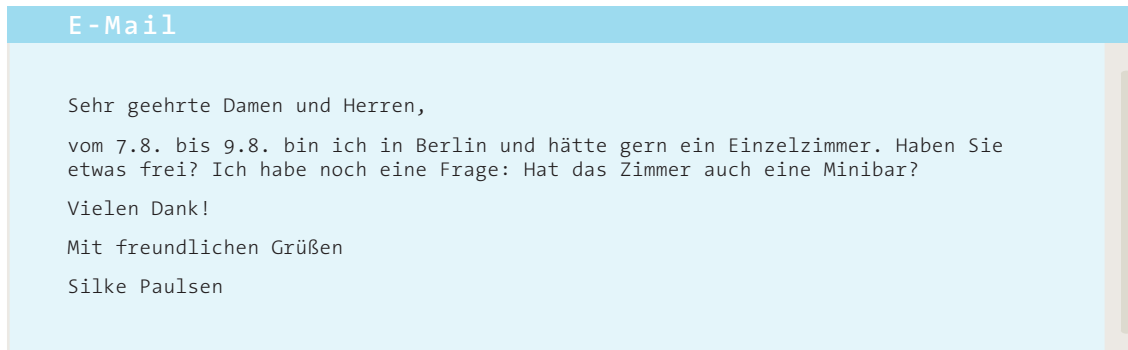 E-Mail
Sehr geehrte Damen und Herren,
vom 7.8. bis 9.8. bin ich in Berlin und hätte gern ein Einzelzimmer. Haben Sie
etwas frei? Ich habe noch eine Frage: Hat das Zimmer auch eine Minibar?
Vielen Dank!
Mit freundlichen Grüßen
Silke Paulsen